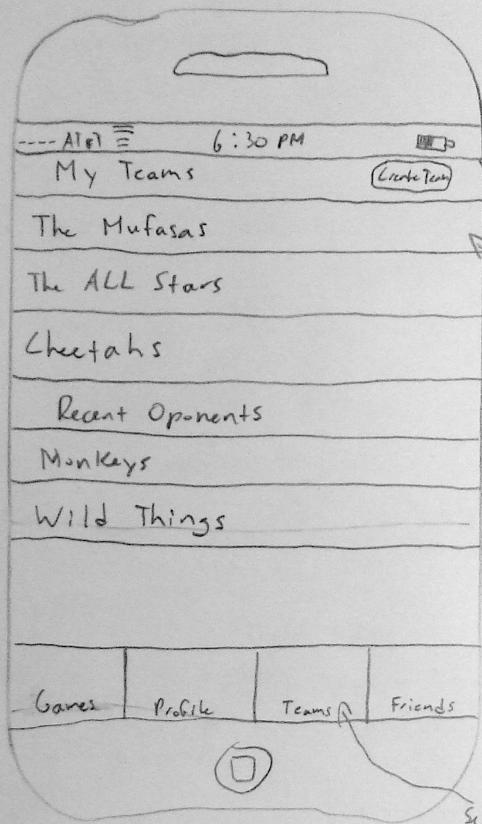 ---- AT&T 6:30 PM
My Teams Create Team
The Mufasas
The ALL Stars
Cheetahs
Recent Oponents
Monkeys
Wild Things
Games Profile Teams Friends